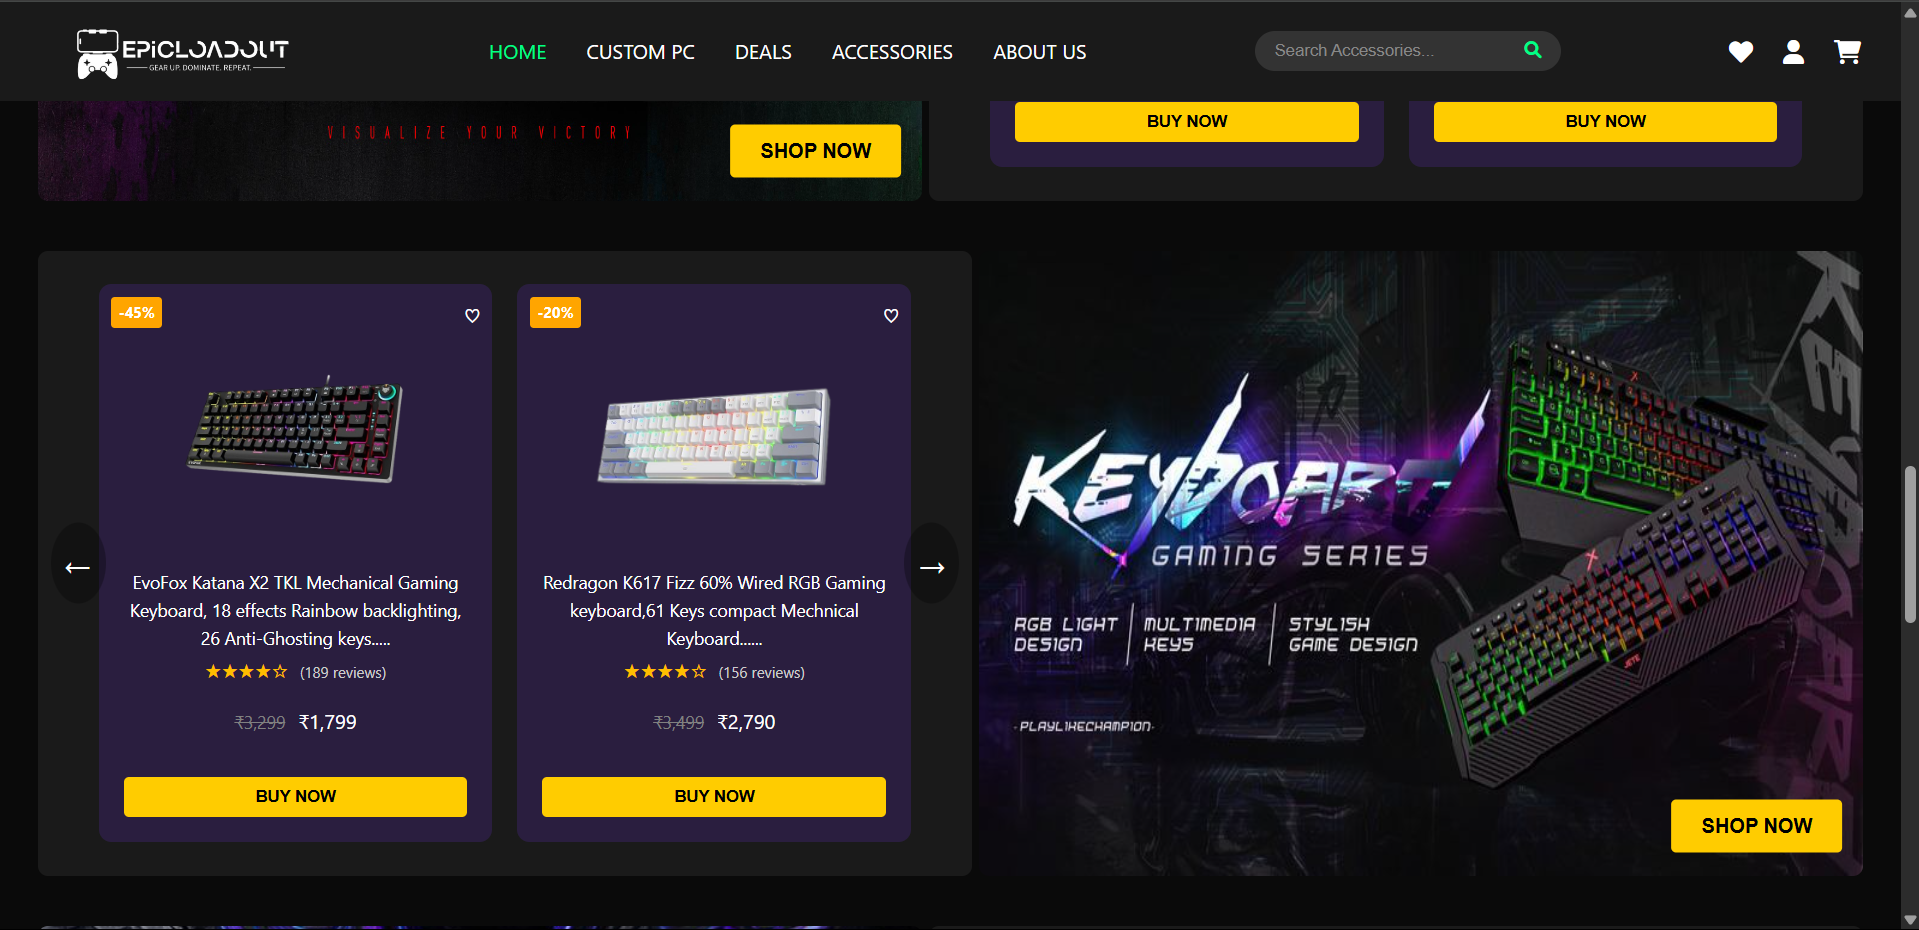 EPICLOADOUT
GEAR UP. DOMINATE. REPEAT.
HOME
CUSTOM PC
DEALS
ACCESSORIES
ABOUT US
Search Accessories...
VISUALIZE YOUR VICTORY
SHOP NOW
BUY NOW
BUY NOW
-45%
EvoFox Katana X2 TKL Mechanical Gaming
Keyboard, 18 effects Rainbow backlighting,
26 Anti-Ghosting keys.....
★★★★☆ (189 reviews)
₹3,299 ₹1,799
BUY NOW
-20%
Redragon K617 Fizz 60% Wired RGB Gaming
keyboard,61 Keys compact Mechnical
Keyboard......
★★★★☆ (156 reviews)
₹3,499 ₹2,790
BUY NOW
←
→
KEYBOARD
GAMING SERIES
RGB LIGHT
DESIGN
MULTIMEDIA
KEYS
STYLISH
GAME DESIGN
-PLAYLIKECHAMPION-
KEYBOARD
JETE
SHOP NOW